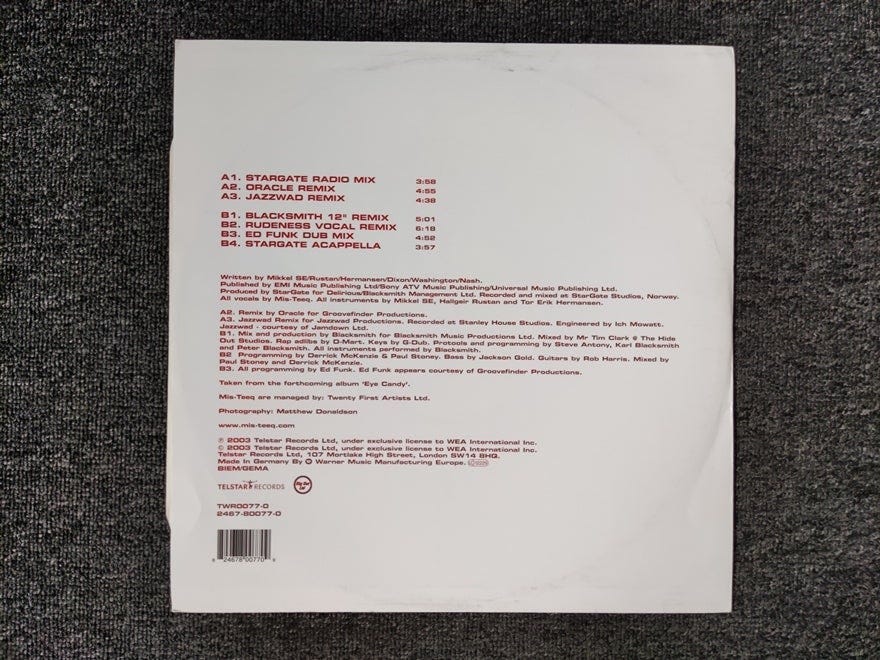 A1. STARGATE RADIO MIX 3:58
A2. ORACLE REMIX 4:55
A3. JAZZWAD REMIX 4:38
B1. BLACKSMITH 12" REMIX 5:01
B2. RUDENESS VOCAL REMIX 6:18
B3. ED FUNK DUB MIX 4:52
B4. STARGATE ACAPPELLA 3:57
Written by Mikkel SE/Rustan/Hermansen/Dixon/Washington/Nash.
Published by EMI Music Publishing Ltd/Sony ATV Music Publishing/Universal Music Publishing Ltd.
Produced by StarGate for Delirious/Blacksmith Management Ltd. Recorded and mixed at StarGate Studios, Norway.
All vocals by Mis-Teeq. All instruments by Mikkel SE, Hallgeir Rustan and Tor Erik Hermansen.
A2. Remix by Oracle for Groovefinder Productions.
A3. Jazzwad Remix for Jazzwad Productions. Recorded at Stanley House Studios. Engineered by Ich Mowatt.
Jazzwad - courtesy of Jamdown Ltd.
B1. Mix and production by Blacksmith for Blacksmith Music Productions Ltd. Mixed by Mr Tim Clark @ The Hide
Out Studios. Rap adlibs by D-Mart. Keys by G-Dub. Protools and programming by Steve Antony, Karl Blacksmith
and Peter Blacksmith. All instruments performed by Blacksmith.
B2 Programming by Derrick McKenzie & Paul Stoney. Bass by Jackson Gold. Guitars by Rob Harris. Mixed by
Paul Stoney and Derrick McKenzie.
B3. All programming by Ed Funk. Ed Funk appears courtesy of Groovefinder Productions.
Taken from the forthcoming album 'Eye Candy'.
Mis-Teeq are managed by: Twenty First Artists Ltd.
Photography: Matthew Donaldson
www.mis-teeq.com
℗ 2003 Telstar Records Ltd, under exclusive license to WEA International Inc.
© 2003 Telstar Records Ltd, under exclusive license to WEA International Inc.
Telstar Records Ltd, 107 Mortlake High Street, London SW14 8HQ.
Made in Germany By Warner Music Manufacturing Europe.
BIEM/GEMA
TELSTAR RECORDS
TWR0077-0
2467-80077-0
24678 00770